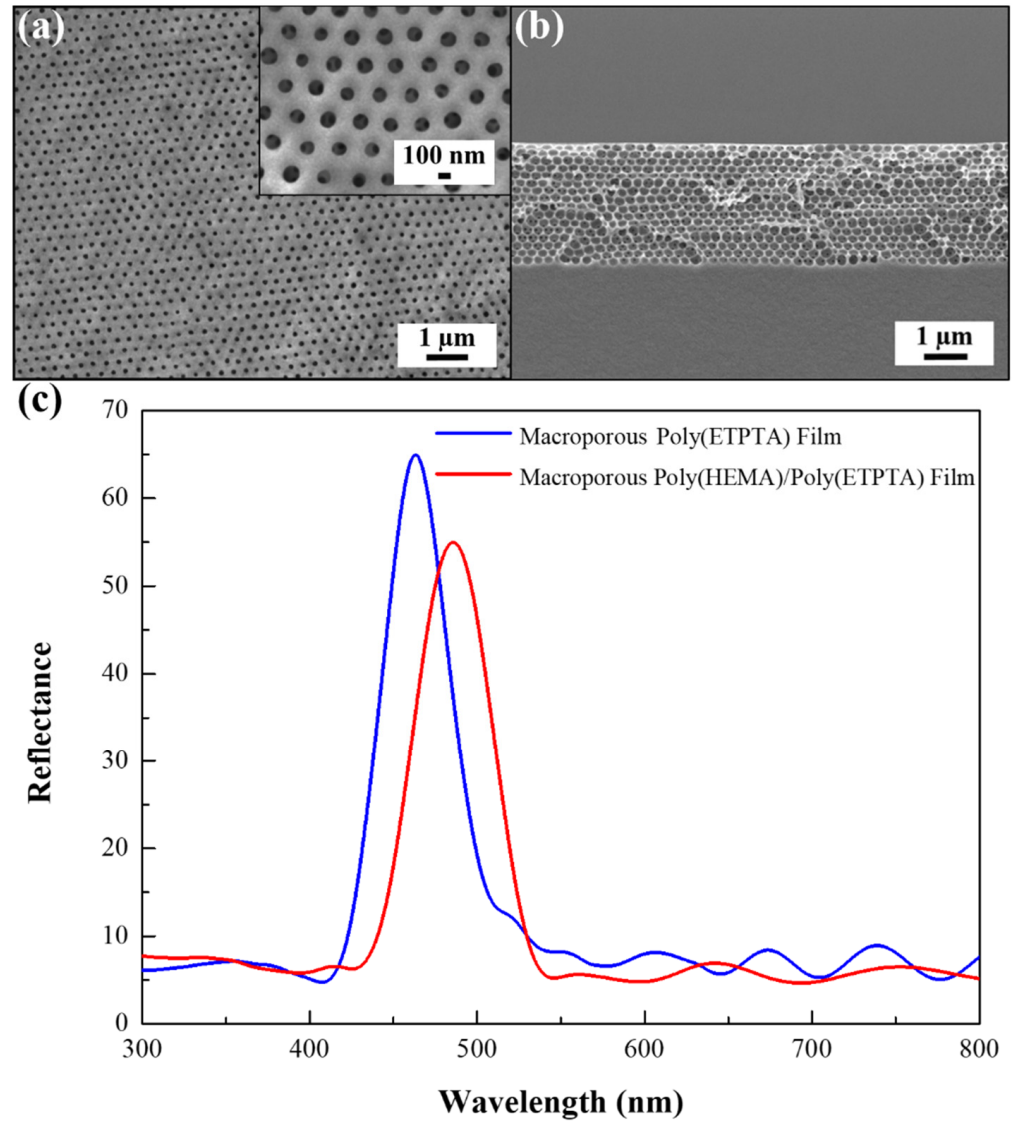 (a)
100 nm
1 μm
(b)
1 μm
(c)
70
60
50
40
30
20
10
0
Reflectance
Macroporous Poly(ETPTA) Film
Macroporous Poly(HEMA)/Poly(ETPTA) Film
300 400 500 600 700 800
Wavelength (nm)